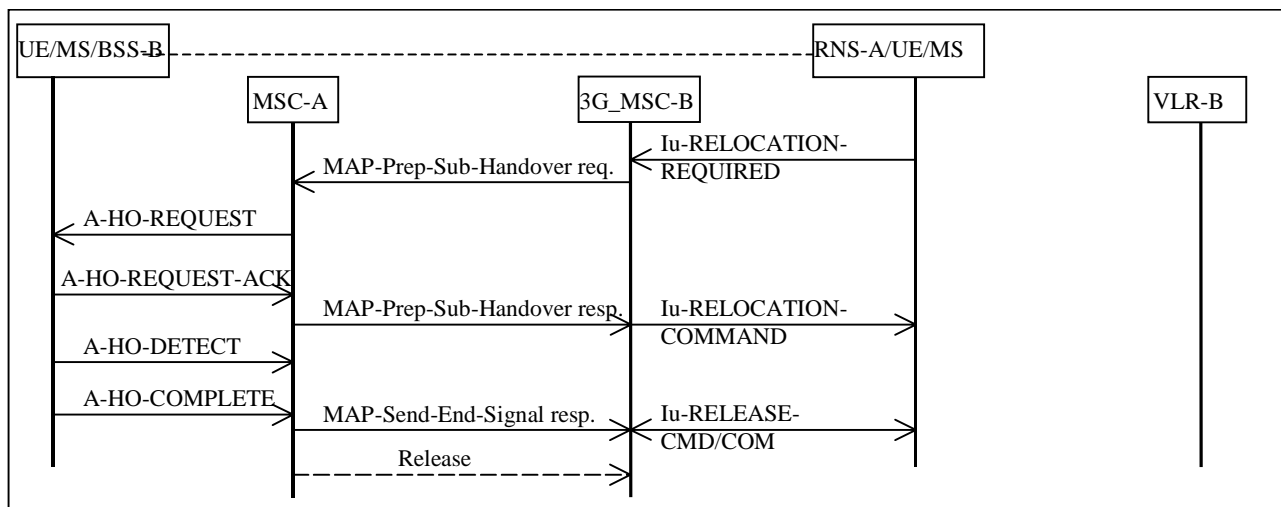 UE/MS/BSS-B
RNS-A/UE/MS
MSC-A
3G_MSC-B
VLR-B
Iu-RELOCATION-
MAP-Prep-Sub-Handover req.
REQUIRED
A-HO-REQUEST
A-HO-REQUEST-ACK
MAP-Prep-Sub-Handover resp.
Iu-RELOCATION-
COMMAND
A-HO-DETECT
A-HO-COMPLETE
MAP-Send-End-Signal resp.
Iu-RELEASE-
CMD/COM
Release